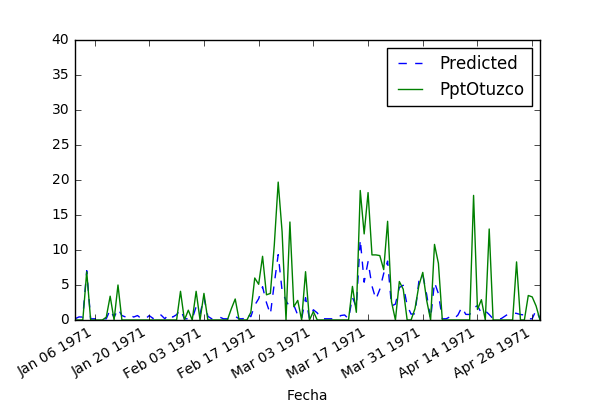 40
35
30
25
20
15
10
5
0
Predicted
PptOtuzco
Jan 06 1971
Jan 20 1971
Feb 03 1971
Feb 17 1971
Mar 03 1971
Mar 17 1971
Mar 31 1971
Apr 14 1971
Apr 28 1971
Fecha